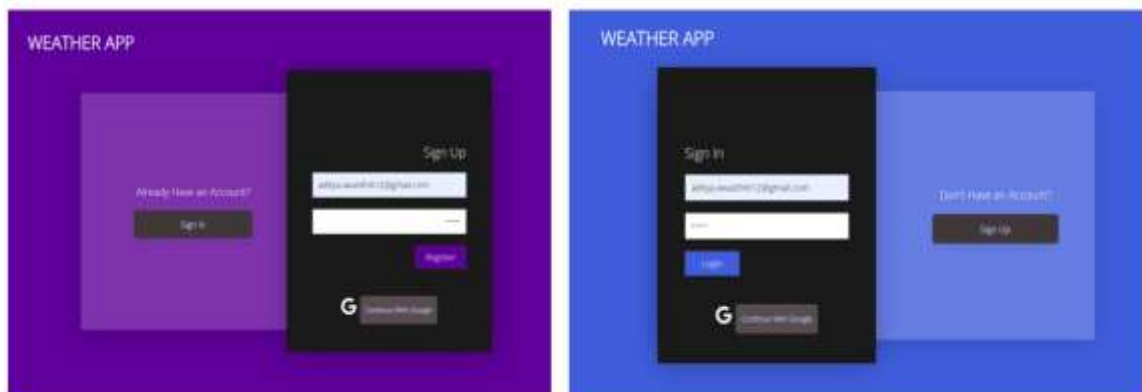 WEATHER APP
Sign Up
Already Have an Account?
Sign In
Register
G Continue With Google
WEATHER APP
Sign In
Don't Have an Account?
Sign Up
Login
G Continue With Google